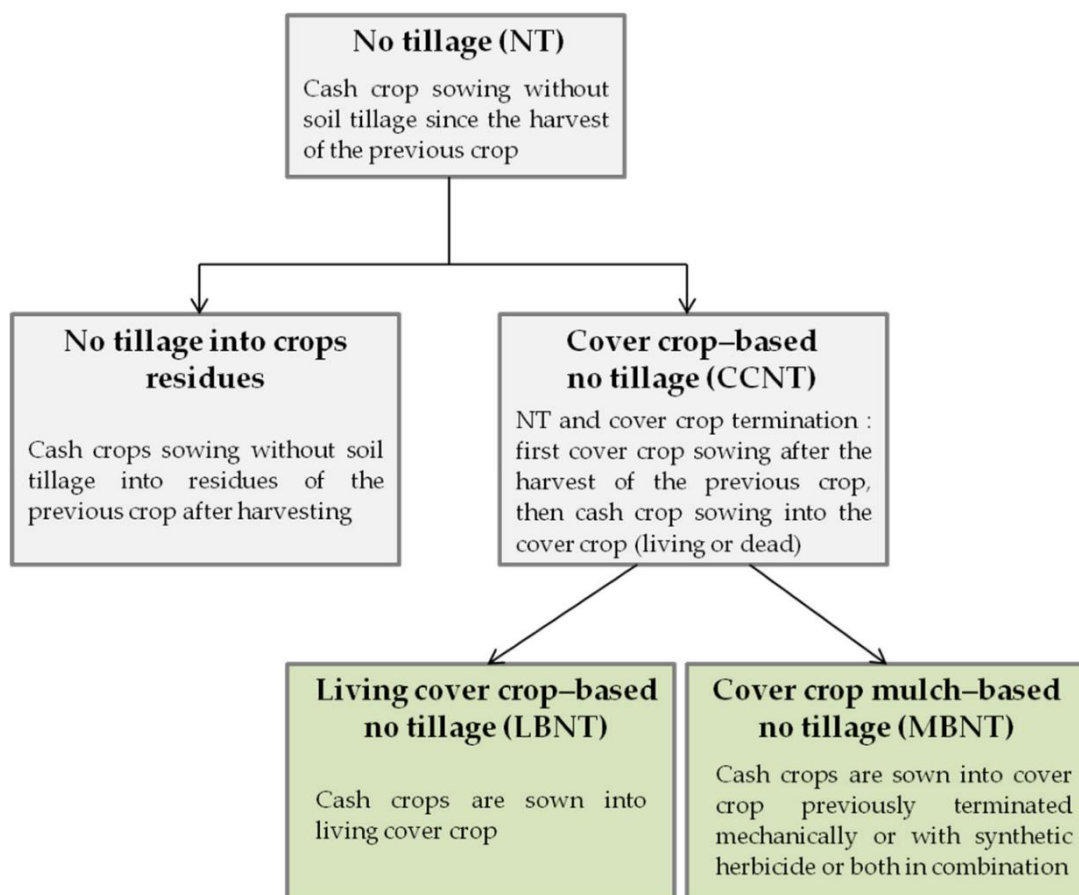 No tillage (NT)
Cash crop sowing without
soil tillage since the harvest
of the previous crop
No tillage into crops
residues
Cash crops sowing without soil
tillage into residues of the
previous crop after harvesting
Cover crop–based
no tillage (CCNT)
NT and cover crop termination :
first cover crop sowing after the
harvest of the previous crop,
then cash crop sowing into the
cover crop (living or dead)
Living cover crop–based
no tillage (LBNT)
Cash crops are sown into
living cover crop
Cover crop mulch–based
no tillage (MBNT)
Cash crops are sown into cover
crop previously terminated
mechanically or with synthetic
herbicide or both in combination